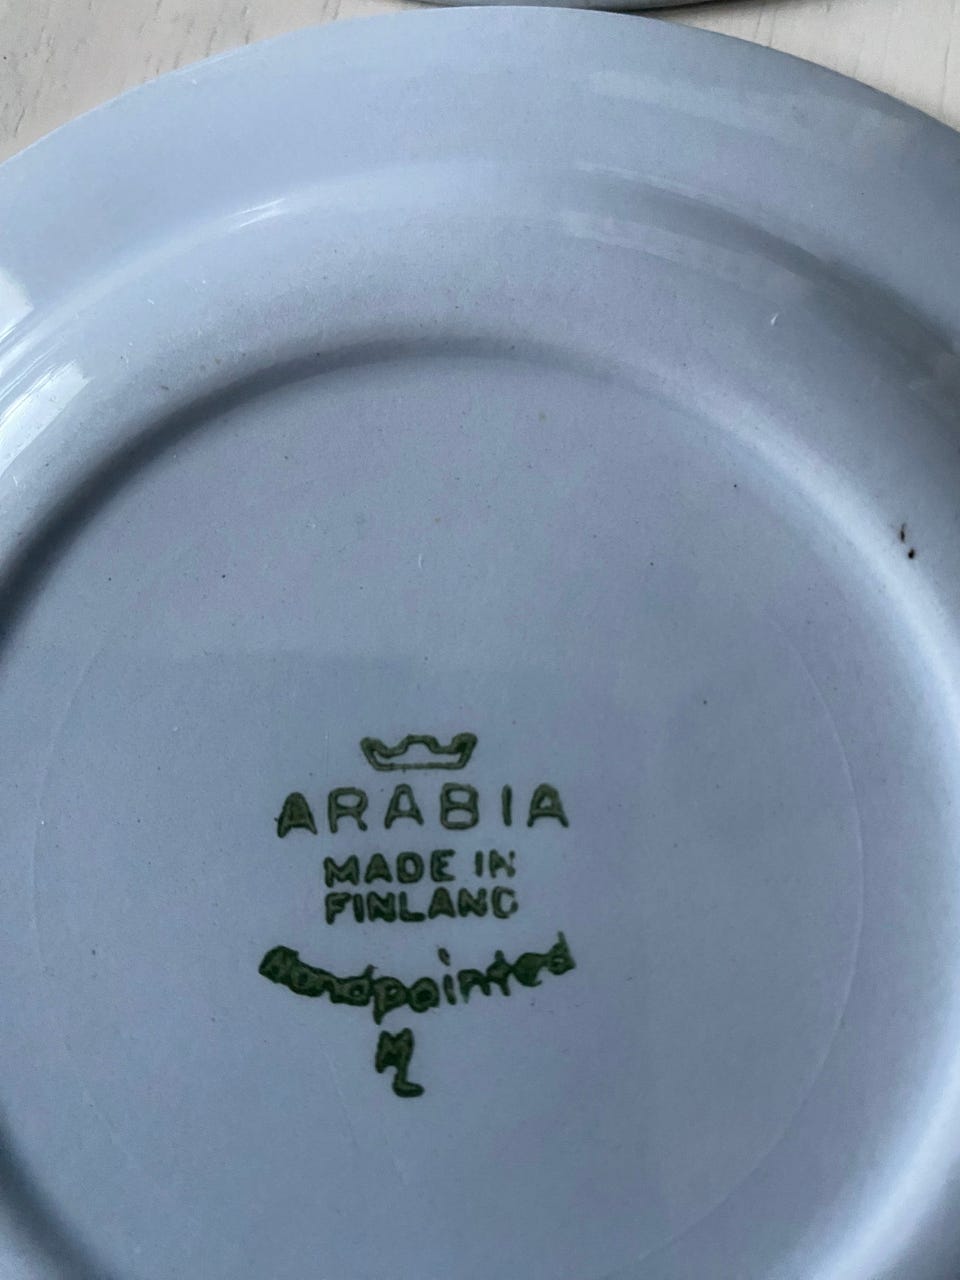 ARABIA
MADE IN
FINLAND
Handpainted
ML